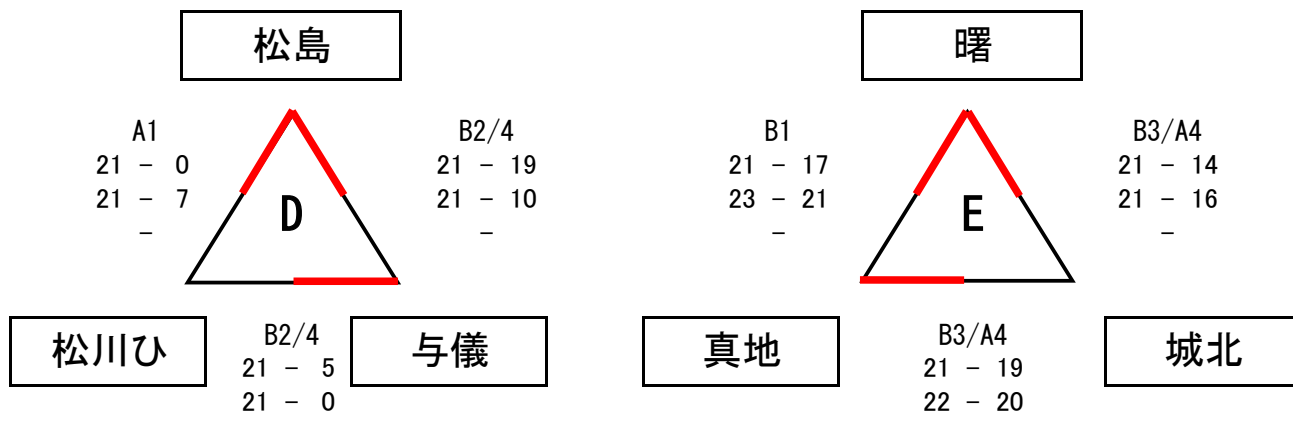 松島
A1
21 - 0
21 - 7
-
B2/4
21 - 19
21 - 10
-
D
松川ひ
B2/4
21 - 5
21 - 0
与儀
曙
B1
21 - 17
23 - 21
-
B3/A4
21 - 14
21 - 16
-
E
真地
B3/A4
21 - 19
22 - 20
城北